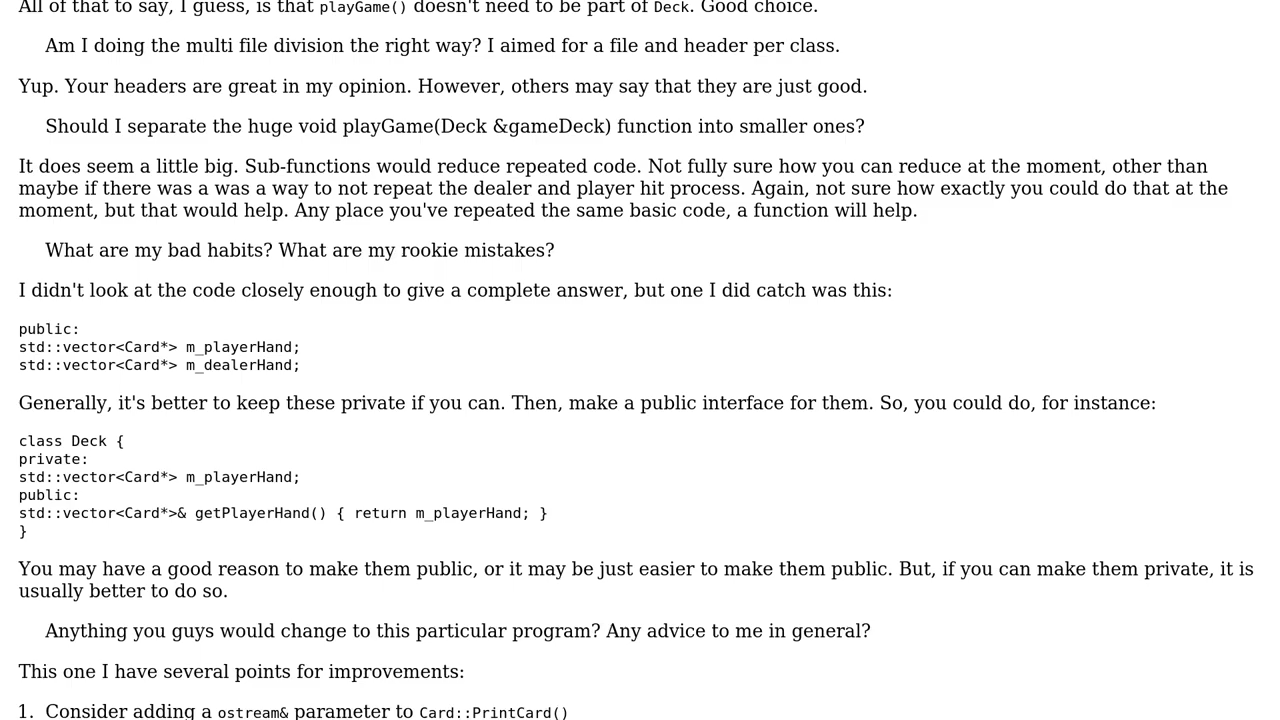 All of that to say, I guess, is that playGame() doesn't need to be part of Deck. Good choice.
Am I doing the multi file division the right way? I aimed for a file and header per class.
Yup. Your headers are great in my opinion. However, others may say that they are just good.
Should I separate the huge void playGame(Deck &gameDeck) function into smaller ones?
It does seem a little big. Sub-functions would reduce repeated code. Not fully sure how you can reduce at the moment, other than
maybe if there was a was a way to not repeat the dealer and player hit process. Again, not sure how exactly you could do that at the
moment, but that would help. Any place you've repeated the same basic code, a function will help.
What are my bad habits? What are my rookie mistakes?
I didn't look at the code closely enough to give a complete answer, but one I did catch was this:
public:
std::vector<Card*> m_playerHand;
std::vector<Card*> m_dealerHand;
Generally, it's better to keep these private if you can. Then, make a public interface for them. So, you could do, for instance:
class Deck {
private:
std::vector<Card*> m_playerHand;
public:
std::vector<Card*>& getPlayerHand() { return m_playerHand; }
}
You may have a good reason to make them public, or it may be just easier to make them public. But, if you can make them private, it is
usually better to do so.
Anything you guys would change to this particular program? Any advice to me in general?
This one I have several points for improvements:
1. Consider adding a ostream& parameter to Card::PrintCard()